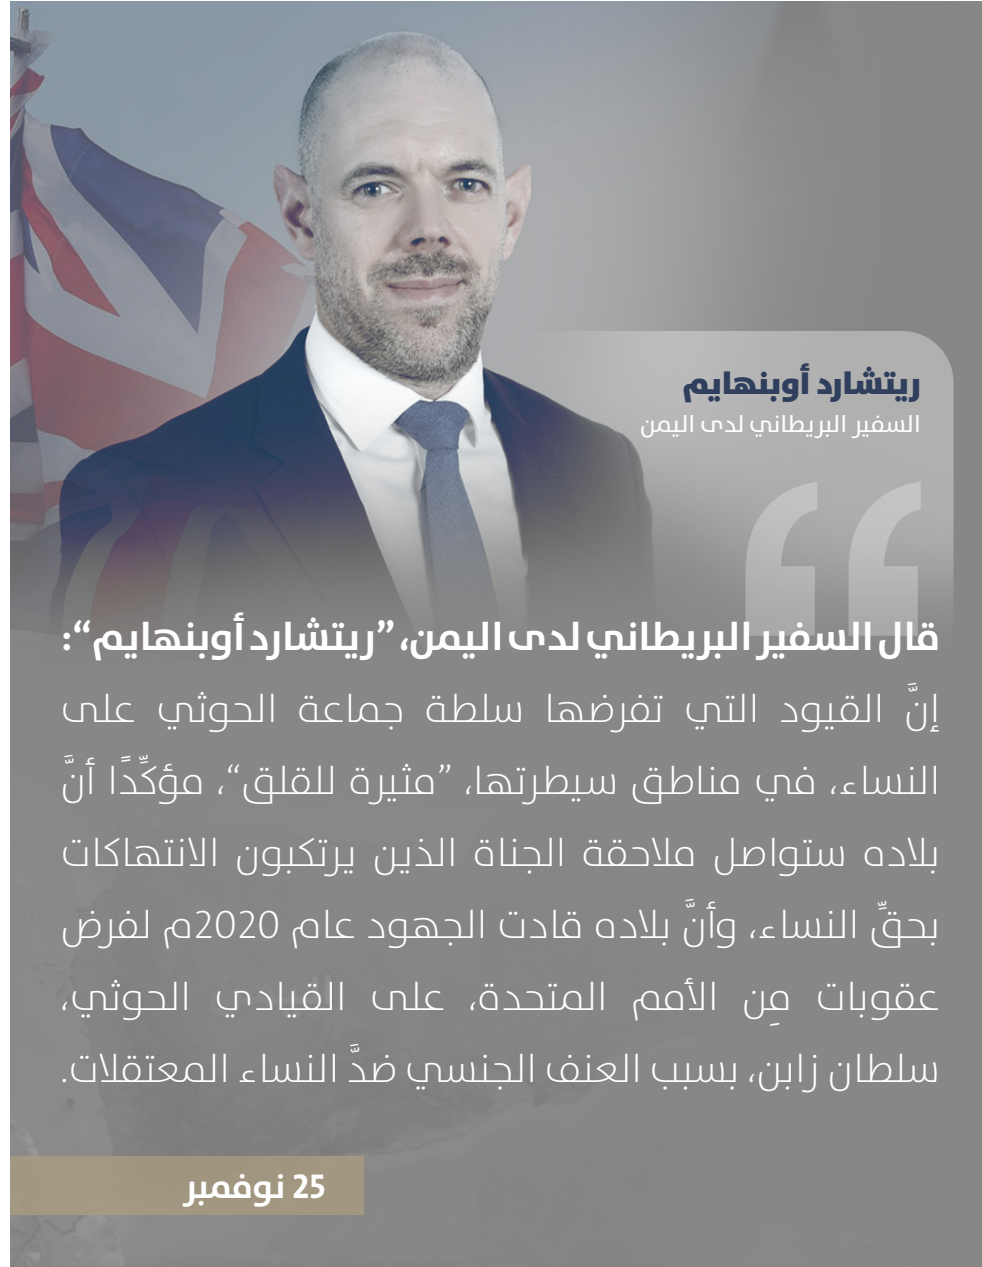 ريتشارد أوبنهايم
السفير البريطاني لدى اليمن
قال السفير البريطاني لدى اليمن، ”ريتشارد أوبنهايم“:
إنَّ القيود التي تفرضها سلطة جماعة الحوثي على
النساء، في مناطق سيطرتها، ”مثيرة للقلق“، مؤكِّدًا أنَّ
بلاده ستواصل ملاحقة الجناة الذين يرتكبون الانتهاكات
بحقِّ النساء، وأنَّ بلاده قادت الجهود عام 2020م لفرض
عقوبات مِن الأمم المتحدة، على القيادي الحوثي،
سلطان زابن، بسبب العنف الجنسي ضدَّ النساء المعتقلات.
25 نوفمبر